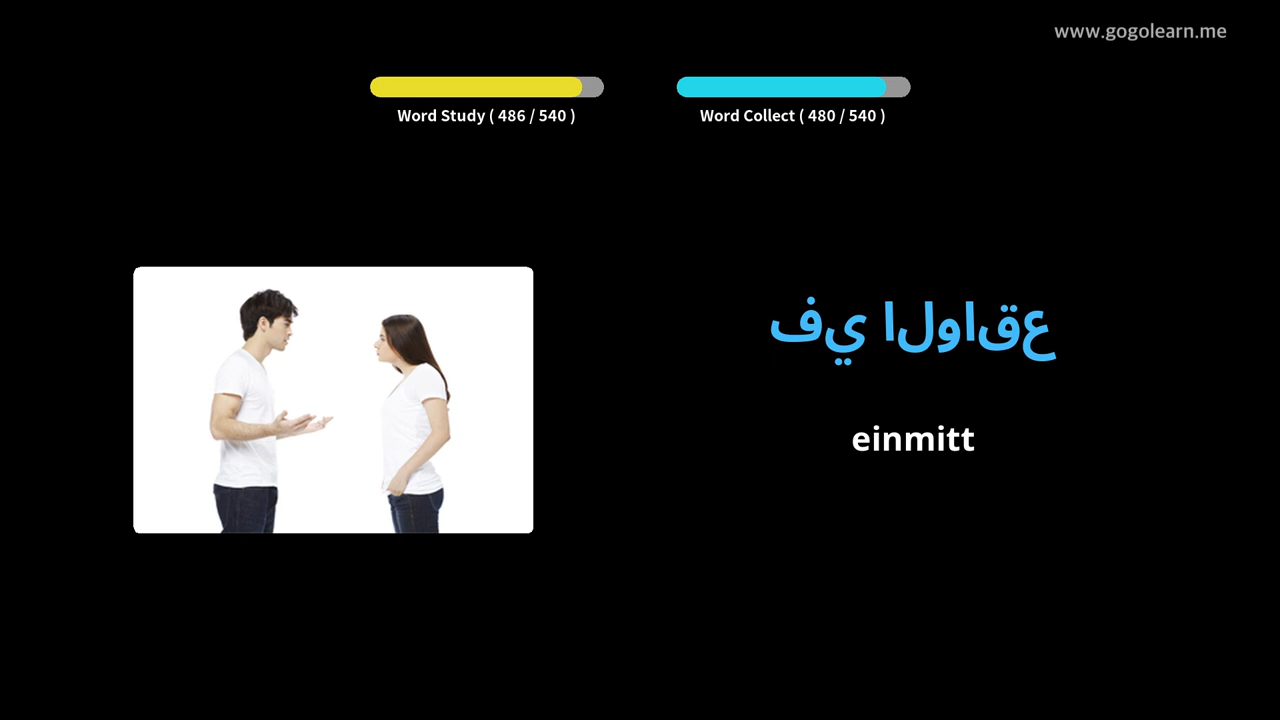 www.gogolearn.me
Word Study ( 486 / 540 )
Word Collect ( 480 / 540 )
في الواقع
einmitt